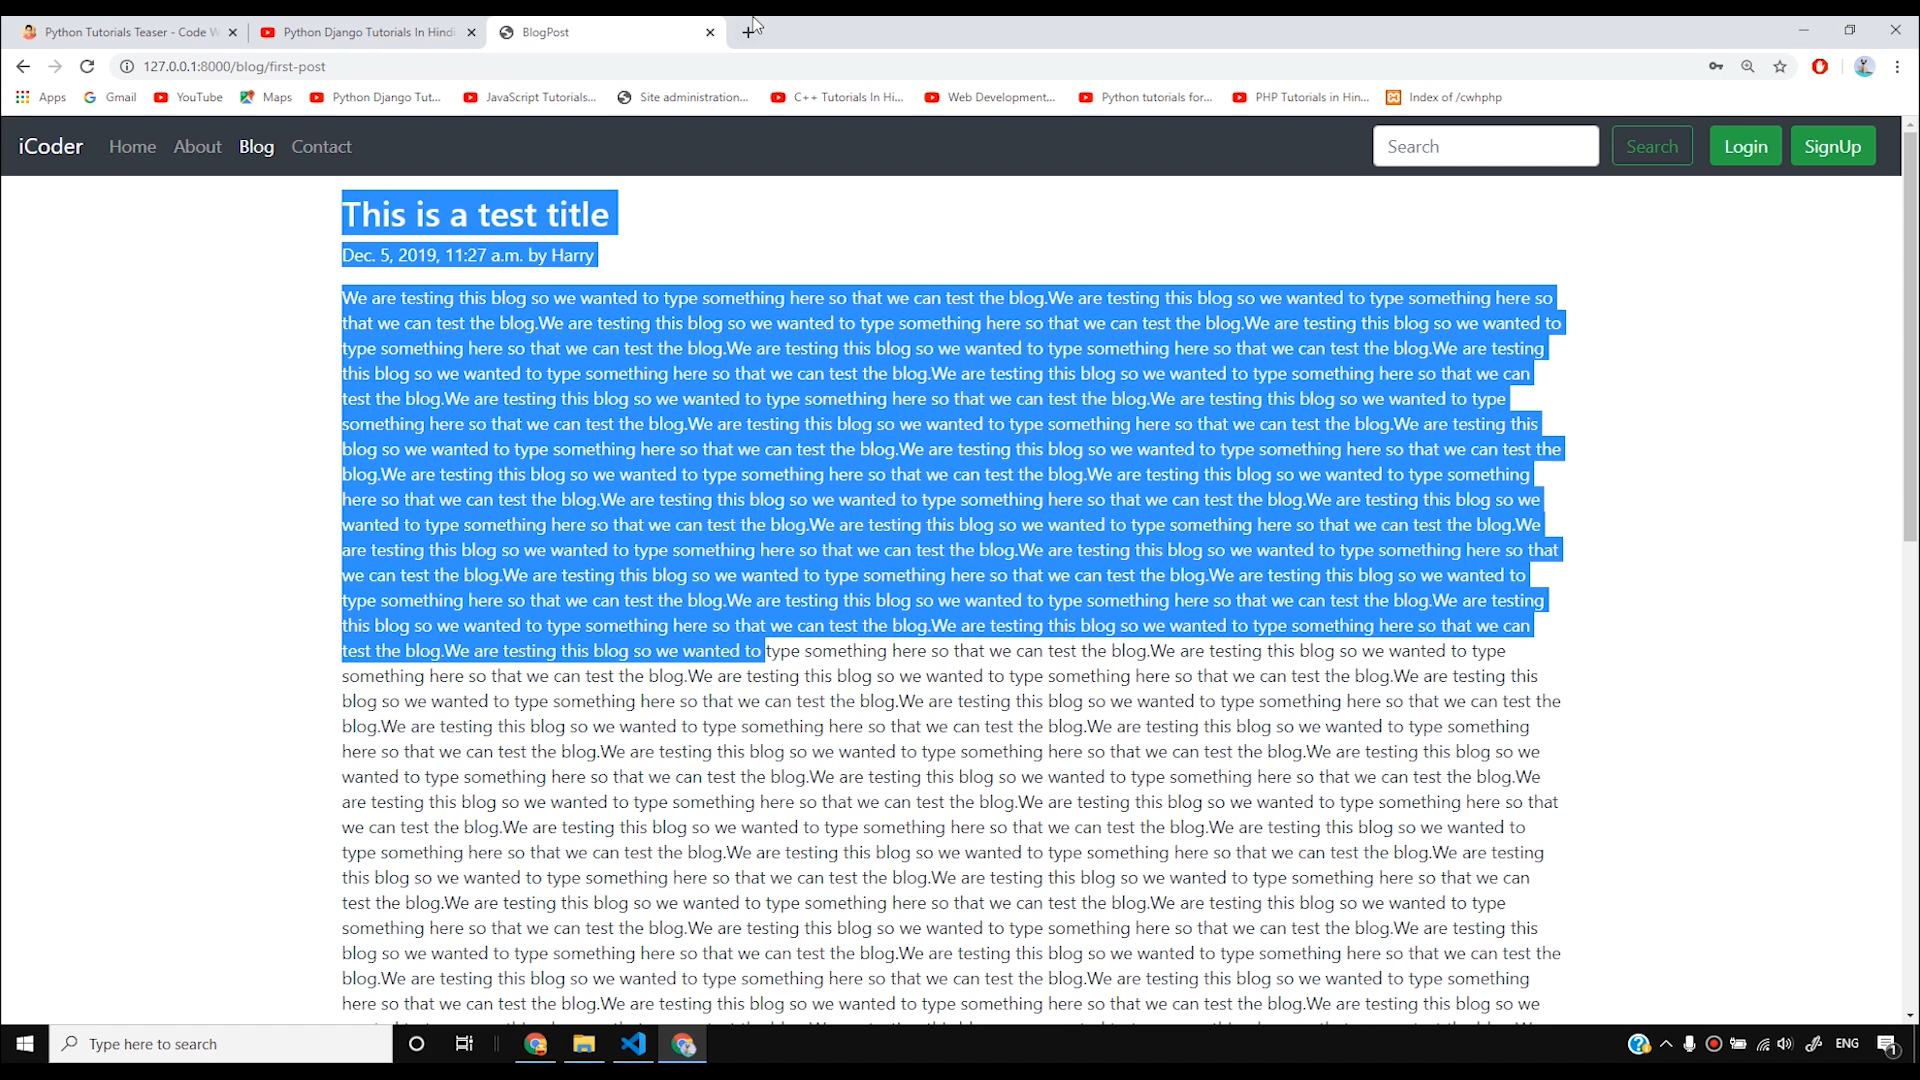 Python Tutorials Teaser - Code W
Python Django Tutorials In Hindi
BlogPost
127.0.0.1:8000/blog/first-post
Apps
Gmail
YouTube
Maps
Python Django Tut...
JavaScript Tutorials...
Site administration...
C++ Tutorials In Hi...
Web Development...
Python tutorials for...
PHP Tutorials in Hin...
Index of /cwhphp
iCoder
Home
About
Blog
Contact
Search
Search
Login
SignUp
This is a test title
Dec. 5, 2019, 11:27 a.m. by Harry
We are testing this blog so we wanted to type something here so that we can test the blog.We are testing this blog so we wanted to type something here so
that we can test the blog.We are testing this blog so we wanted to type something here so that we can test the blog.We are testing this blog so we wanted to
type something here so that we can test the blog.We are testing this blog so we wanted to type something here so that we can test the blog.We are testing
this blog so we wanted to type something here so that we can test the blog.We are testing this blog so we wanted to type something here so that we can
test the blog.We are testing this blog so we wanted to type something here so that we can test the blog.We are testing this blog so we wanted to type
something here so that we can test the blog.We are testing this blog so we wanted to type something here so that we can test the blog.We are testing this
blog so we wanted to type something here so that we can test the blog.We are testing this blog so we wanted to type something here so that we can test the
blog.We are testing this blog so we wanted to type something here so that we can test the blog.We are testing this blog so we wanted to type something
here so that we can test the blog.We are testing this blog so we wanted to type something here so that we can test the blog.We are testing this blog so we
wanted to type something here so that we can test the blog.We are testing this blog so we wanted to type something here so that we can test the blog.We
are testing this blog so we wanted to type something here so that we can test the blog.We are testing this blog so we wanted to type something here so that
we can test the blog.We are testing this blog so we wanted to type something here so that we can test the blog.We are testing this blog so we wanted to
type something here so that we can test the blog.We are testing this blog so we wanted to type something here so that we can test the blog.We are testing
this blog so we wanted to type something here so that we can test the blog.We are testing this blog so we wanted to type something here so that we can
test the blog.We are testing this blog so we wanted to type something here so that we can test the blog.We are testing this blog so we wanted to type
something here so that we can test the blog.We are testing this blog so we wanted to type something here so that we can test the blog.We are testing this
blog so we wanted to type something here so that we can test the blog.We are testing this blog so we wanted to type something here so that we can test the
blog.We are testing this blog so we wanted to type something here so that we can test the blog.We are testing this blog so we wanted to type something
here so that we can test the blog.We are testing this blog so we wanted to type something here so that we can test the blog.We are testing this blog so we
wanted to type something here so that we can test the blog.We are testing this blog so we wanted to type something here so that we can test the blog.We
are testing this blog so we wanted to type something here so that we can test the blog.We are testing this blog so we wanted to type something here so that
we can test the blog.We are testing this blog so we wanted to type something here so that we can test the blog.We are testing this blog so we wanted to
type something here so that we can test the blog.We are testing this blog so we wanted to type something here so that we can test the blog.We are testing
this blog so we wanted to type something here so that we can test the blog.We are testing this blog so we wanted to type something here so that we can
test the blog.We are testing this blog so we wanted to type something here so that we can test the blog.We are testing this blog so we wanted to type
something here so that we can test the blog.We are testing this blog so we wanted to type something here so that we can test the blog.We are testing this
blog so we wanted to type something here so that we can test the blog.We are testing this blog so we wanted to type something here so that we can test the
blog.We are testing this blog so we wanted to type something here so that we can test the blog.We are testing this blog so we wanted to type something
here so that we can test the blog.We are testing this blog so we wanted to type something here so that we can test the blog.We are testing this blog so we
Type here to search
ENG
1